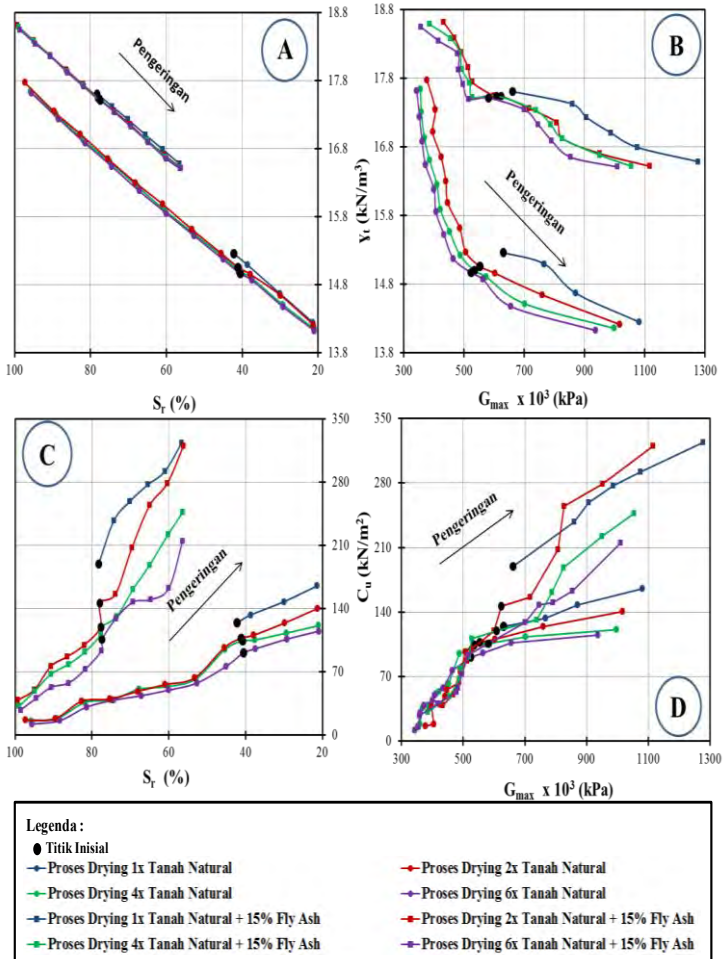 18.8
17.8
16.8
15.8
14.8
13.8
Pengeringan
A
100
80
60
40
20
Sr (%)
18.8
17.8
16.8
15.8
14.8
13.8
γt (kN/m³)
Pengeringan
Pengeringan
B
300
500
700
900
1100
1300
Gmax x 10³ (kPa)
350
280
210
140
70
0
C
Pengeringan
100
80
60
40
20
Sr (%)
350
280
210
140
70
0
Cu (kN/m²)
Pengeringan
D
300
500
700
900
1100
1300
Gmax x 10³ (kPa)
Legenda :
Titik Inisial
Proses Drying 1x Tanah Natural
Proses Drying 2x Tanah Natural
Proses Drying 4x Tanah Natural
Proses Drying 6x Tanah Natural
Proses Drying 1x Tanah Natural + 15% Fly Ash
Proses Drying 2x Tanah Natural + 15% Fly Ash
Proses Drying 4x Tanah Natural + 15% Fly Ash
Proses Drying 6x Tanah Natural + 15% Fly Ash